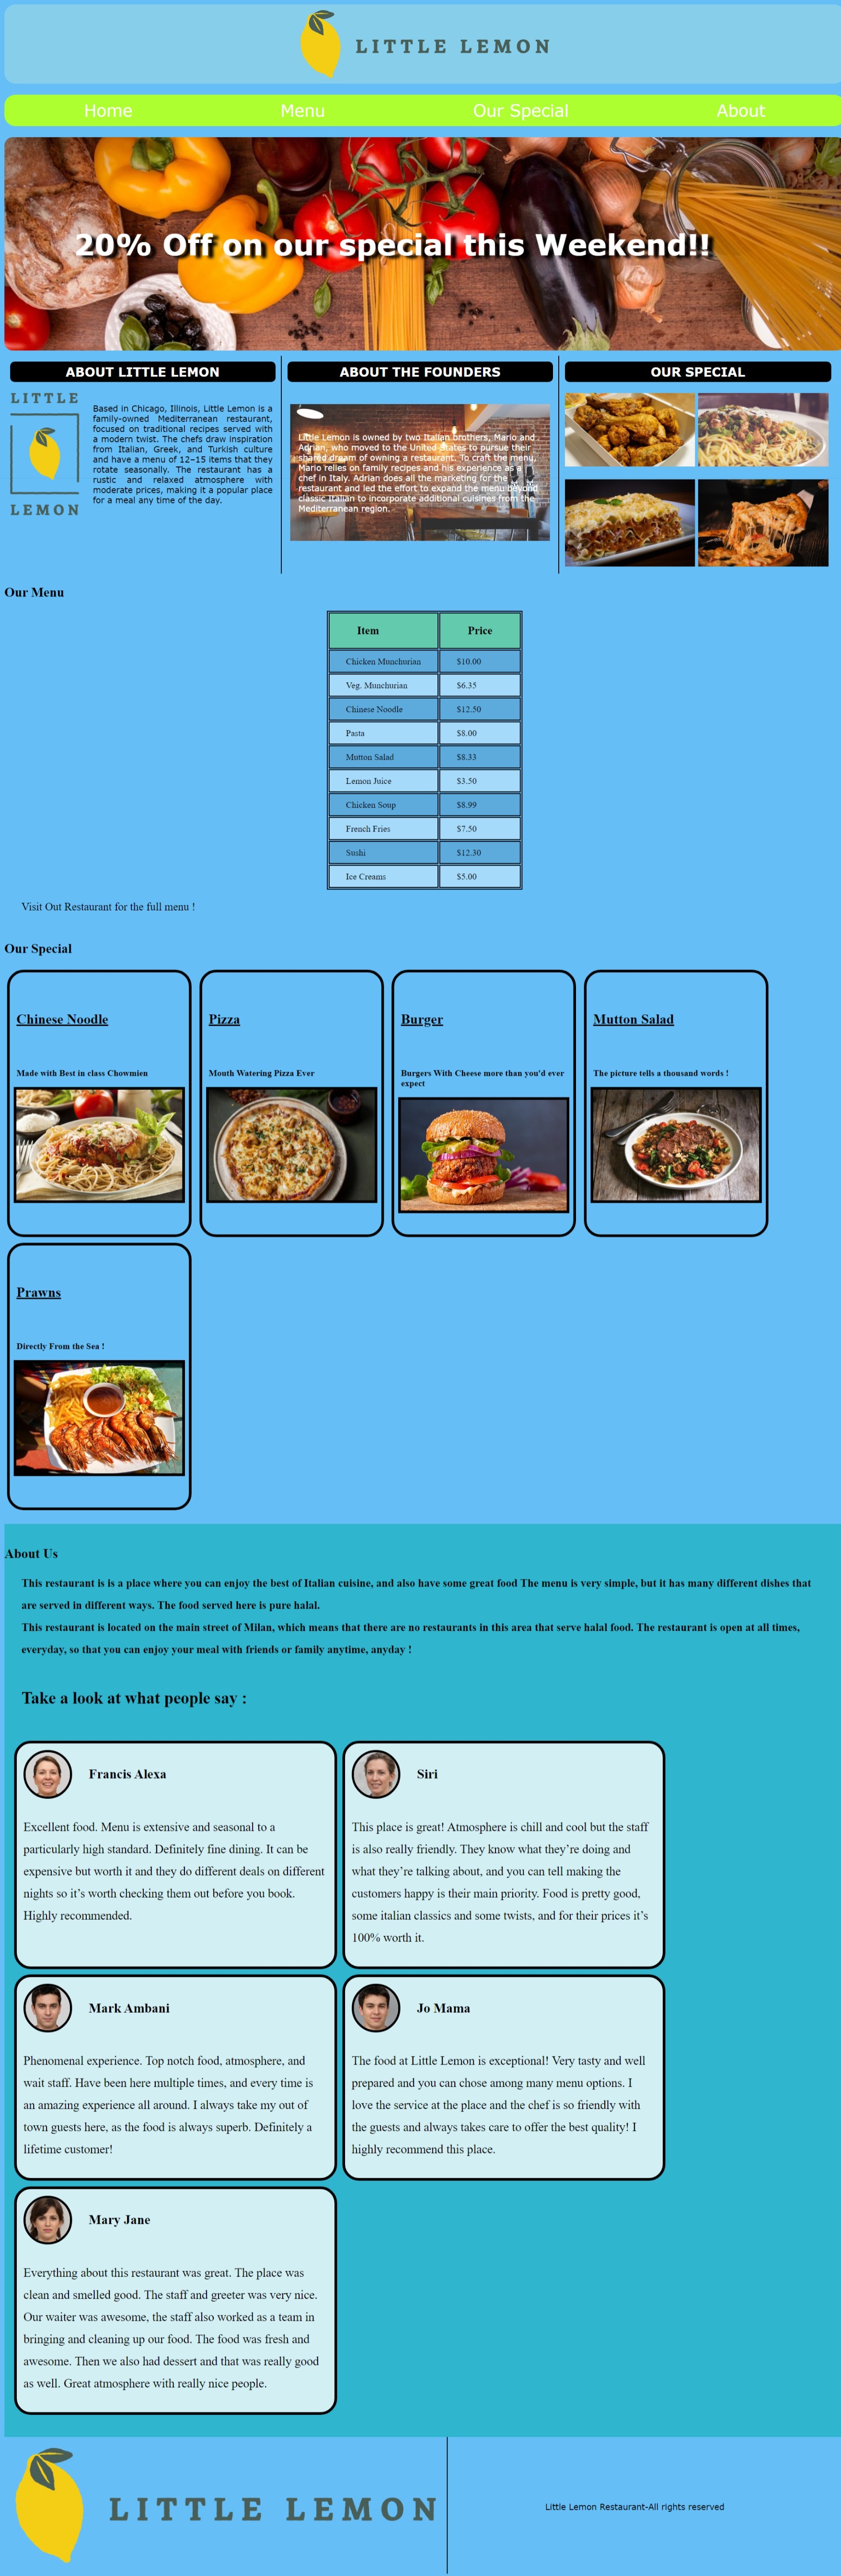 LITTLE LEMON
Home Menu Our Special About
20% Off on our special this Weekend!!
ABOUT LITTLE LEMON
LITTLE
LEMON
Based in Chicago, Illinois, Little Lemon is a
family-owned Mediterranean restaurant,
focused on traditional recipes served with
a modern twist. The chefs draw inspiration
from Italian, Greek, and Turkish culture
and have a menu of 12–15 items that they
rotate seasonally. The restaurant has a
rustic and relaxed atmosphere with
moderate prices, making it a popular place
for a meal any time of the day.
ABOUT THE FOUNDERS
Little Lemon is owned by two Italian brothers, Mario and
Adrian, who moved to the United States to pursue their
shared dream of owning a restaurant. To craft the menu,
Mario relies on family recipes and his experience as a
chef in Italy. Adrian does all the marketing for the
restaurant and led the effort to expand the menu beyond
classic Italian to incorporate additional cuisines from the
Mediterranean region.
OUR SPECIAL
Our Menu
Item Price
Chicken Munchurian $10.00
Veg. Munchurian $6.35
Chinese Noodle $12.50
Pasta $8.00
Mutton Salad $8.33
Lemon Juice $3.50
Chicken Soup $8.99
French Fries $7.50
Sushi $12.30
Ice Creams $5.00
Visit Out Restaurant for the full menu !
Our Special
Chinese Noodle
Made with Best in class Chowmien
Pizza
Mouth Watering Pizza Ever
Burger
Burgers With Cheese more than you'd ever
expect
Mutton Salad
The picture tells a thousand words !
Prawns
Directly From the Sea !
About Us
This restaurant is is a place where you can enjoy the best of Italian cuisine, and also have some great food The menu is very simple, but it has many different dishes that
are served in different ways. The food served here is pure halal.
This restaurant is located on the main street of Milan, which means that there are no restaurants in this area that serve halal food. The restaurant is open at all times,
everyday, so that you can enjoy your meal with friends or family anytime, anyday !
Take a look at what people say :
Francis Alexa
Excellent food. Menu is extensive and seasonal to a
particularly high standard. Definitely fine dining. It can be
expensive but worth it and they do different deals on different
nights so it’s worth checking them out before you book.
Highly recommended.
Siri
This place is great! Atmosphere is chill and cool but the staff
is also really friendly. They know what they’re doing and
what they’re talking about, and you can tell making the
customers happy is their main priority. Food is pretty good,
some italian classics and some twists, and for their prices it’s
100% worth it.
Mark Ambani
Phenomenal experience. Top notch food, atmosphere, and
wait staff. Have been here multiple times, and every time is
an amazing experience all around. I always take my out of
town guests here, as the food is always superb. Definitely a
lifetime customer!
Jo Mama
The food at Little Lemon is exceptional! Very tasty and well
prepared and you can chose among many menu options. I
love the service at the place and the chef is so friendly with
the guests and always takes care to offer the best quality! I
highly recommend this place.
Mary Jane
Everything about this restaurant was great. The place was
clean and smelled good. The staff and greeter was very nice.
Our waiter was awesome, the staff also worked as a team in
bringing and cleaning up our food. The food was fresh and
awesome. Then we also had dessert and that was really good
as well. Great atmosphere with really nice people.
LITTLE LEMON
Little Lemon Restaurant-All rights reserved